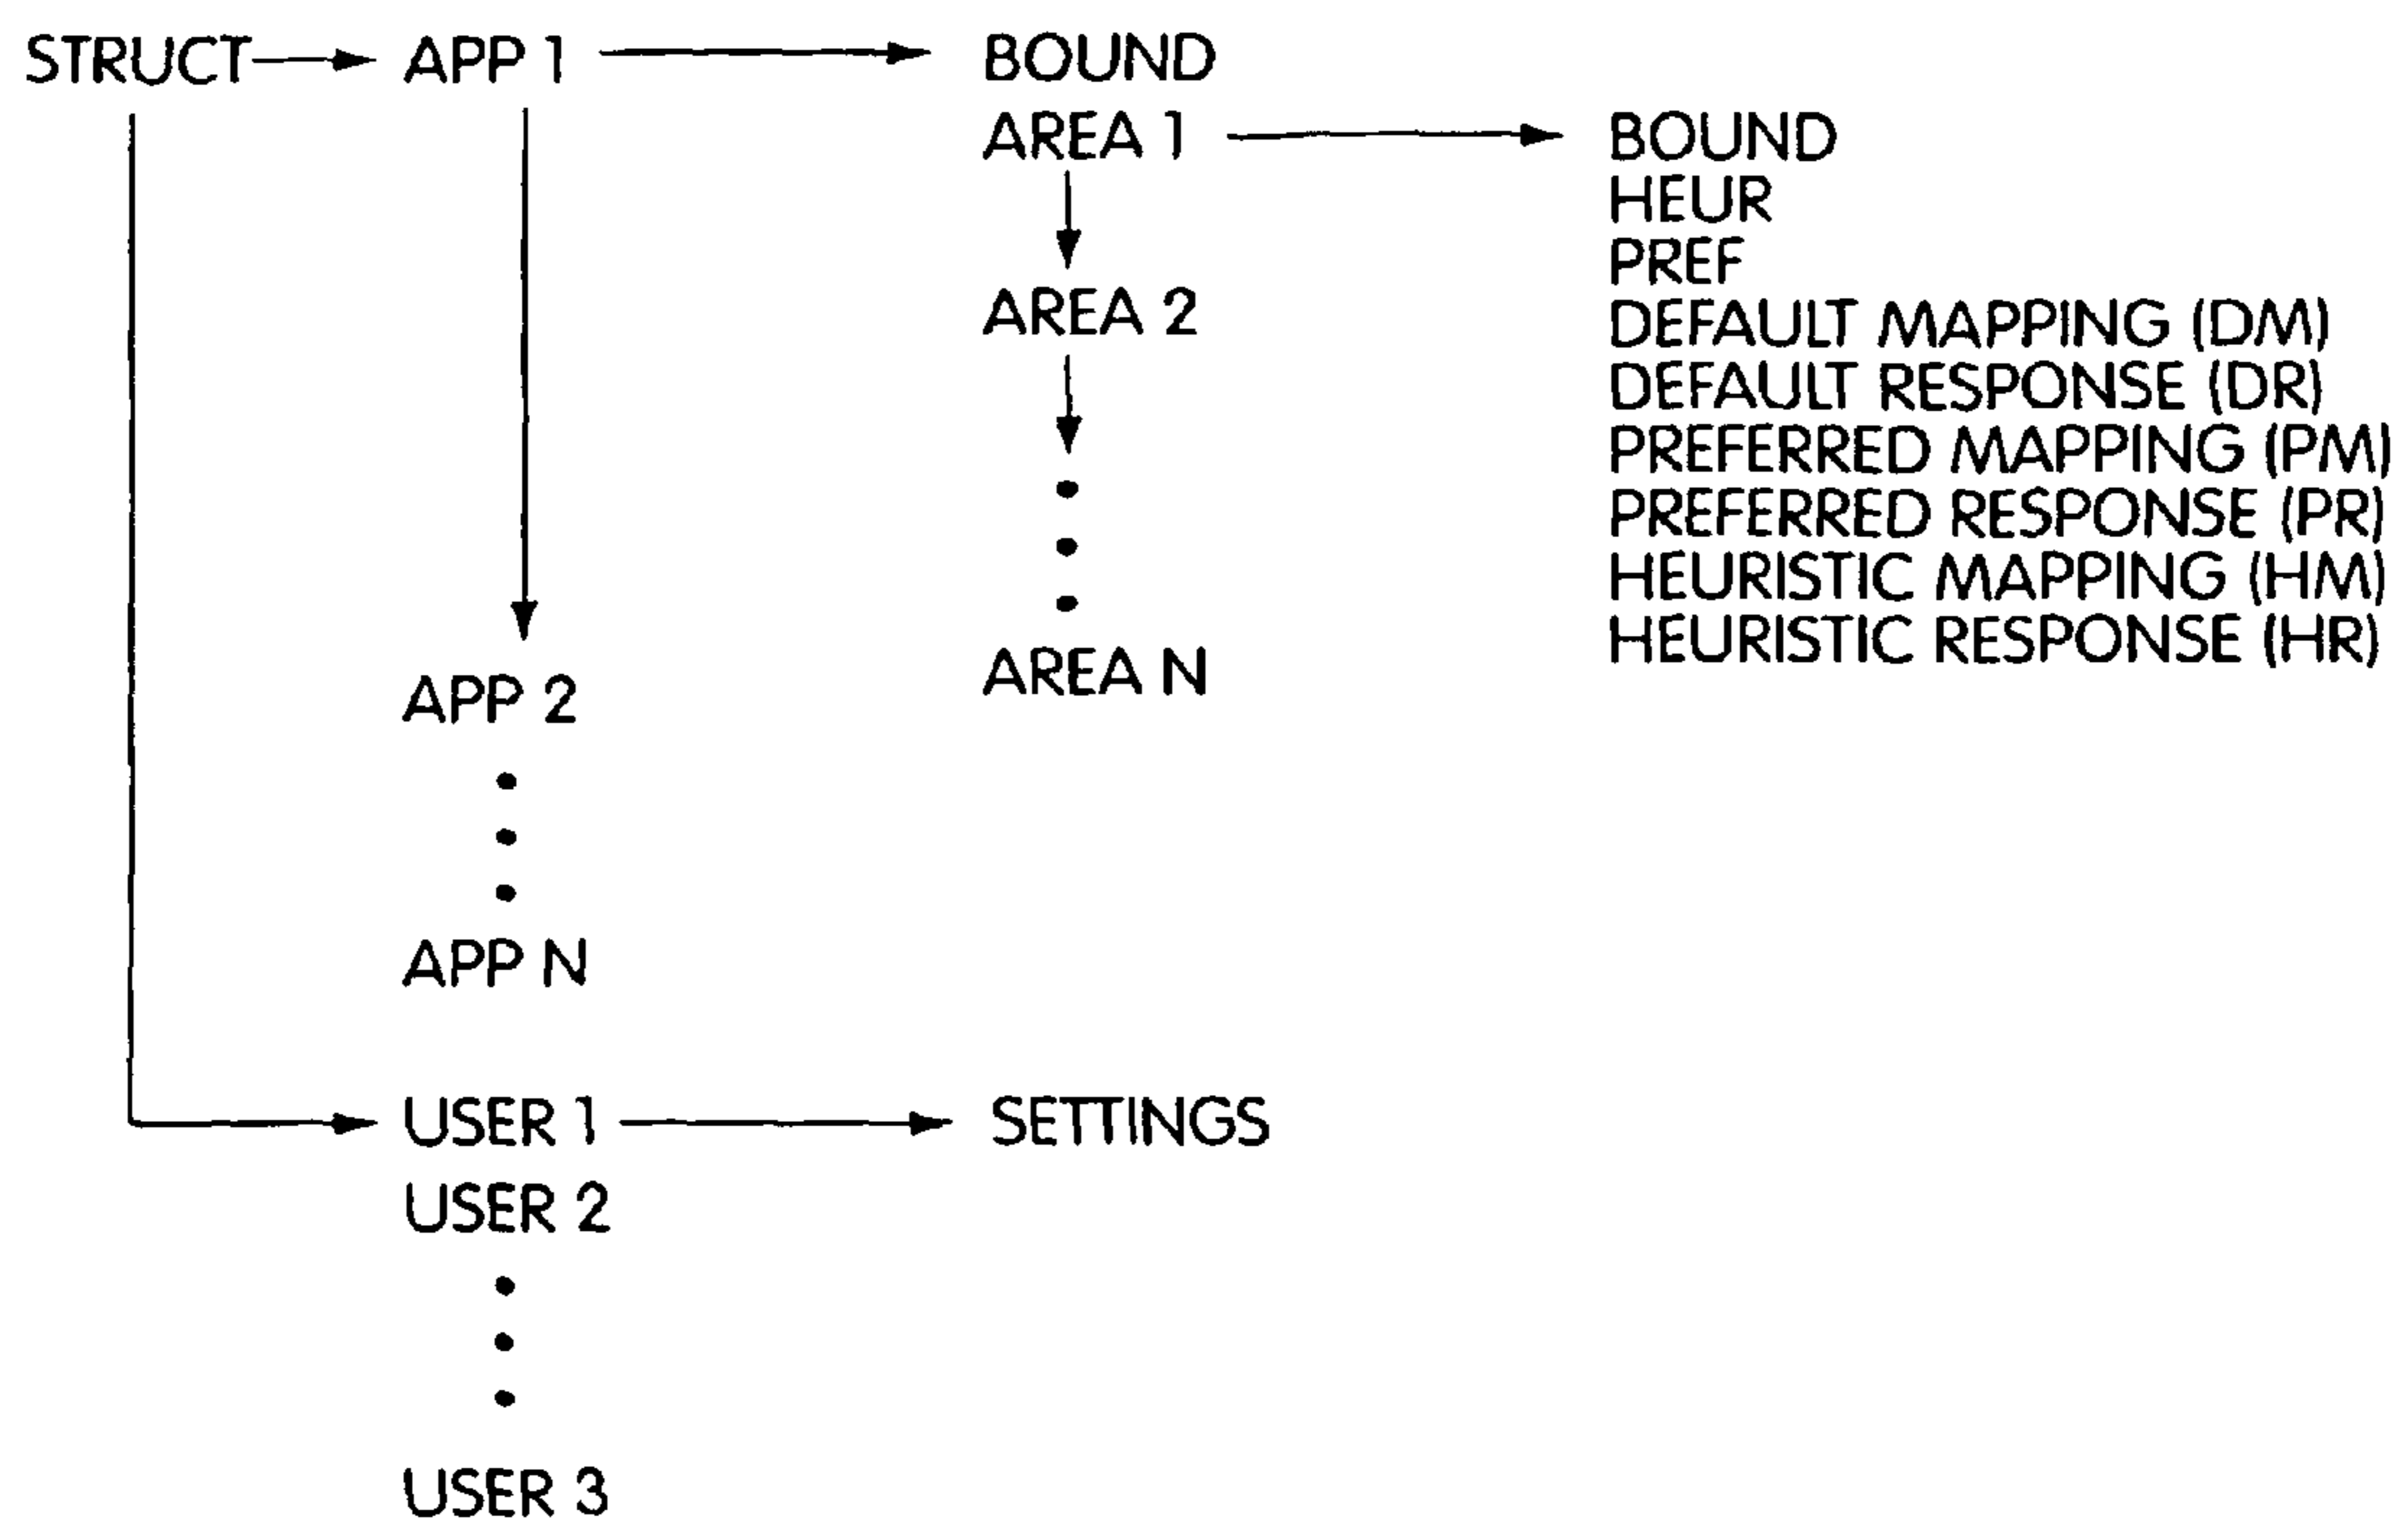 STRUCT
APP 1
BOUND
AREA 1
BOUND
HEUR
PREF
DEFAULT MAPPING (DM)
DEFAULT RESPONSE (DR)
PREFERRED MAPPING (PM)
PREFERRED RESPONSE (PR)
HEURISTIC MAPPING (HM)
HEURISTIC RESPONSE (HR)
AREA 2
AREA N
APP 2
APP N
USER 1
SETTINGS
USER 2
USER 3